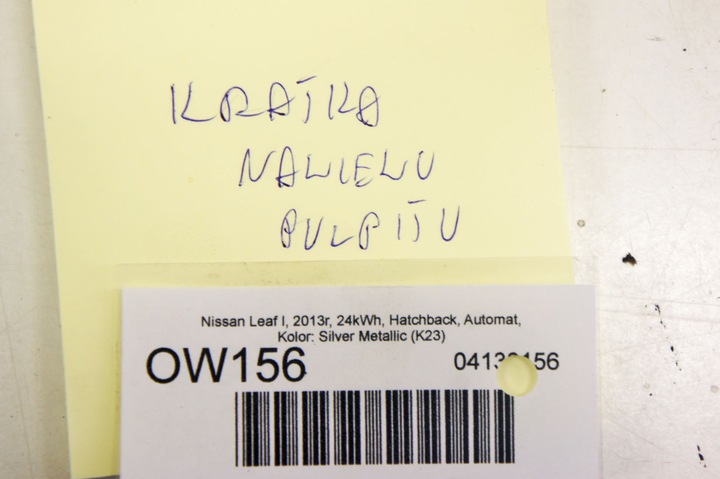 KRATKA
NAWIEWU
PULPITU
Nissan Leaf I, 2013r, 24kWh, Hatchback, Automat,
Kolor: Silver Metallic (K23)
OW156